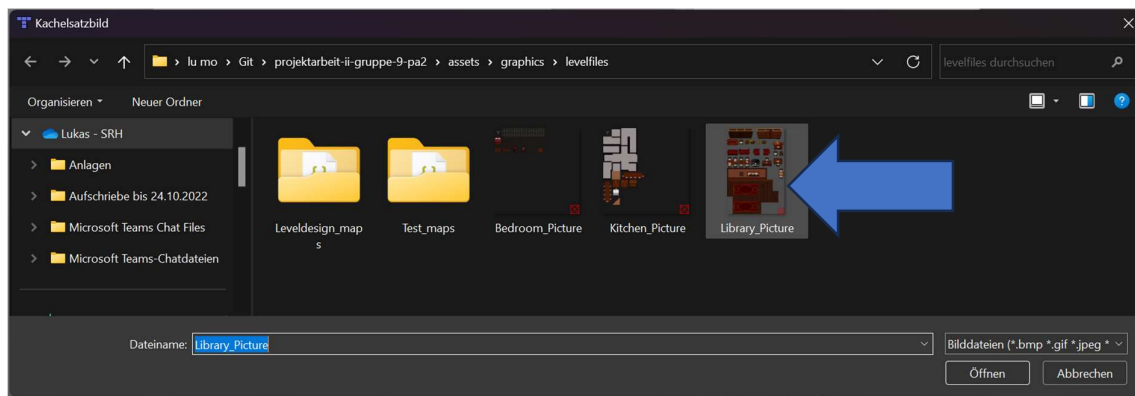 Kachelsatzbild
lu mo > Git > projektarbeit-ii-gruppe-9-pa2 > assets > graphics > levelfiles
levelfiles durchsuchen
Organisieren
Neuer Ordner
Lukas - SRH
Anlagen
Aufschriebe bis 24.10.2022
Microsoft Teams Chat Files
Microsoft Teams-Chatdateien
Leveldesign_map
s
Test_maps
Bedroom_Picture
Kitchen_Picture
Library_Picture
Dateiname:
Library_Picture
Bilddateien (*.bmp *.gif *.jpeg *
Öffnen
Abbrechen